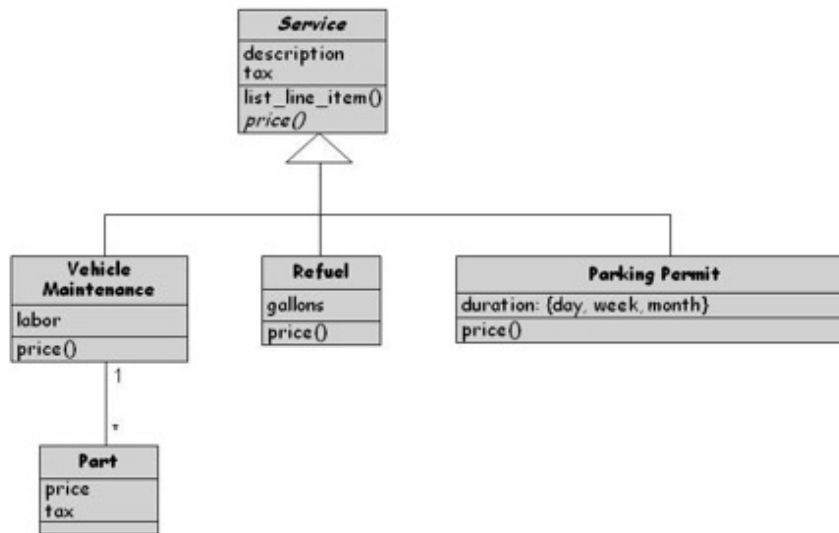 Service
description
tax
list_line_item()
price()
Vehicle
Maintenance
labor
price()
Refuel
gallons
price()
Parking Permit
duration: {day, week, month}
price()
1
*
Part
price
tax